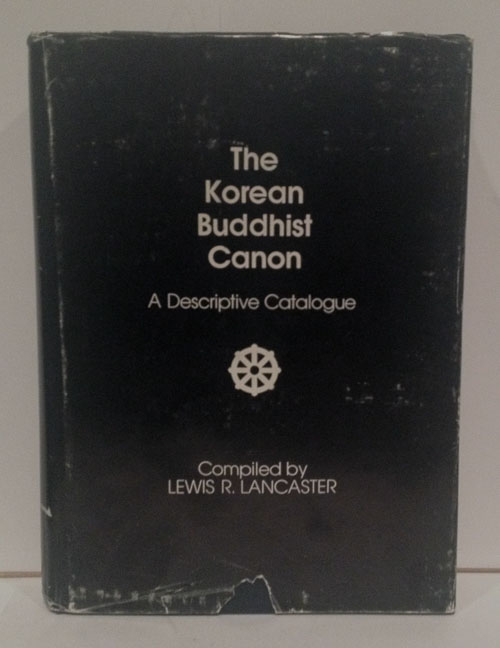 The
Korean
Buddhist
Canon
A Descriptive Catalogue
Compiled by
LEWIS R. LANCASTER